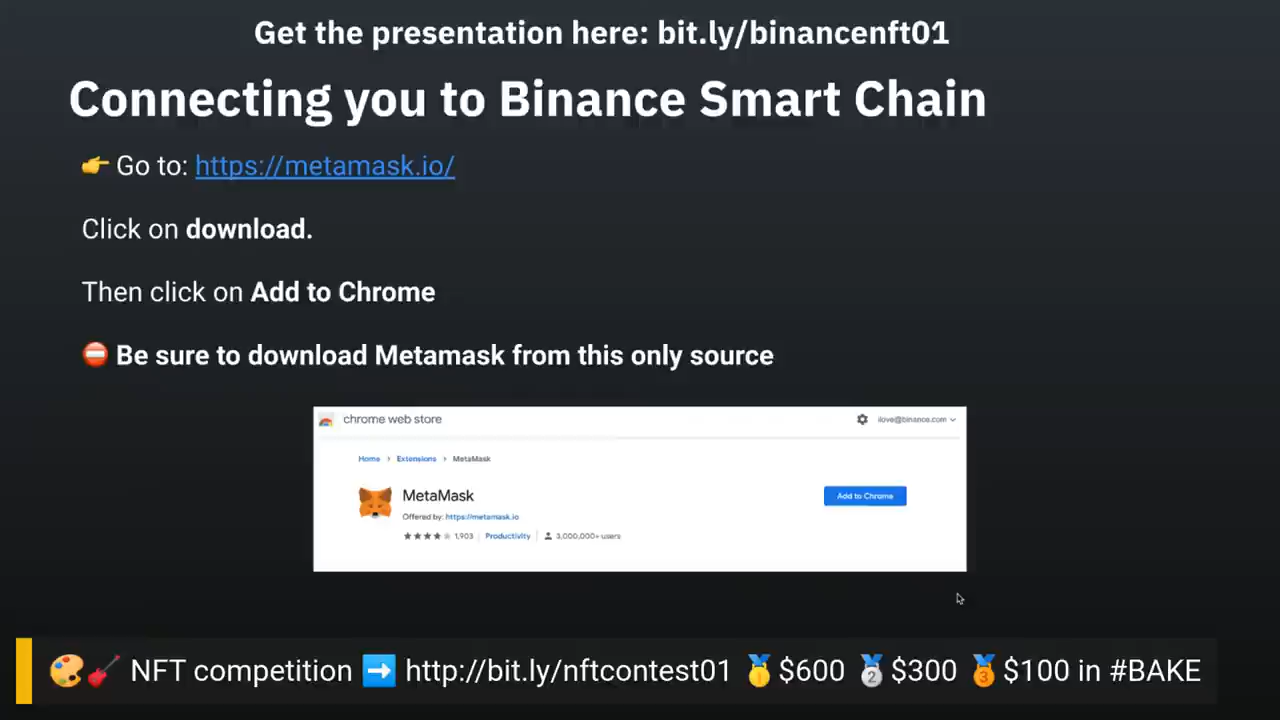 Get the presentation here: bit.ly/binancenft01
Connecting you to Binance Smart Chain
👉 Go to: https://metamask.io/
Click on download.
Then click on Add to Chrome
⛔ Be sure to download Metamask from this only source
chrome web store
ilove@binance.com
Home › Extensions › MetaMask
MetaMask
Add to Chrome
Offered by: https://metamask.io
★★★★★ 1,903 | Productivity | 3,000,000+ users
🎨🎸 NFT competition ➡️ http://bit.ly/nftcontest01 🥇$600 🥈$300 🥉$100 in #BAKE